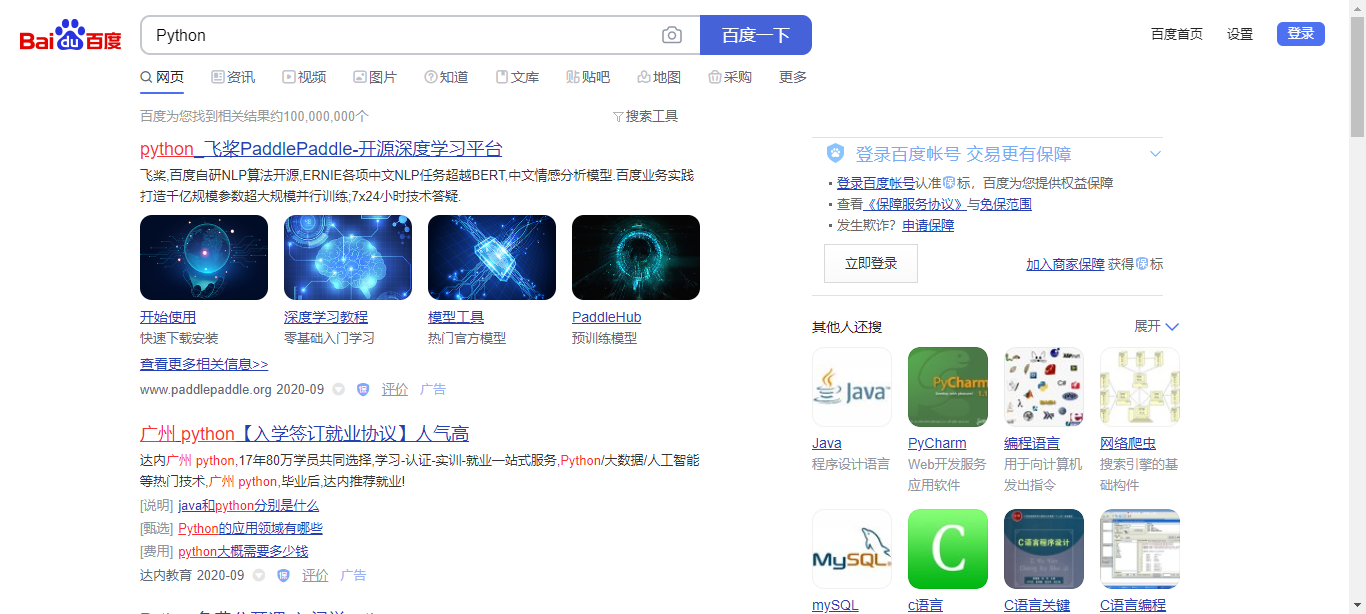 Bai du 百度
Python
百度一下
百度首页 设置 登录
网页 资讯 视频 图片 知道 文库 贴吧 地图 采购 更多
百度为您找到相关结果约100,000,000个
搜索工具
python_飞桨PaddlePaddle-开源深度学习平台
飞桨,百度自研NLP算法开源,ERNIE各项中文NLP任务超越BERT,中文情感分析模型.百度业务实践
打造千亿规模参数超大规模并行训练;7x24小时技术答疑.
开始使用 深度学习教程 模型工具 PaddleHub
快速下载安装 零基础入门学习 热门官方模型 预训练模型
查看更多相关信息>>
www.paddlepaddle.org 2020-09 保 评价 广告
广州 python【入学签订就业协议】人气高
达内广州 python,17年80万学员共同选择,学习-认证-实训-就业一站式服务,Python/大数据/人工智能
等热门技术,广州 python,毕业后,达内推荐就业!
[说明] java和python分别是什么
[甄选] Python的应用领域有哪些
[费用] python大概需要多少钱
达内教育 2020-09 保 评价 广告
登录百度帐号 交易更有保障
登录百度帐号认准保标，百度为您提供权益保障
查看《保障服务协议》与免保范围
发生欺诈？申请保障
立即登录
加入商家保障 获得保标
其他人还搜 展开
Java
PyCharm
Java PyCharm 编程语言 网络爬虫
程序设计语言 Web开发服务 用于向计算机 搜索引擎的基
应用软件 发出指令 础构件
MySQL
C
C语言程序设计
mySQL c语言 C语言关键 C语言编程